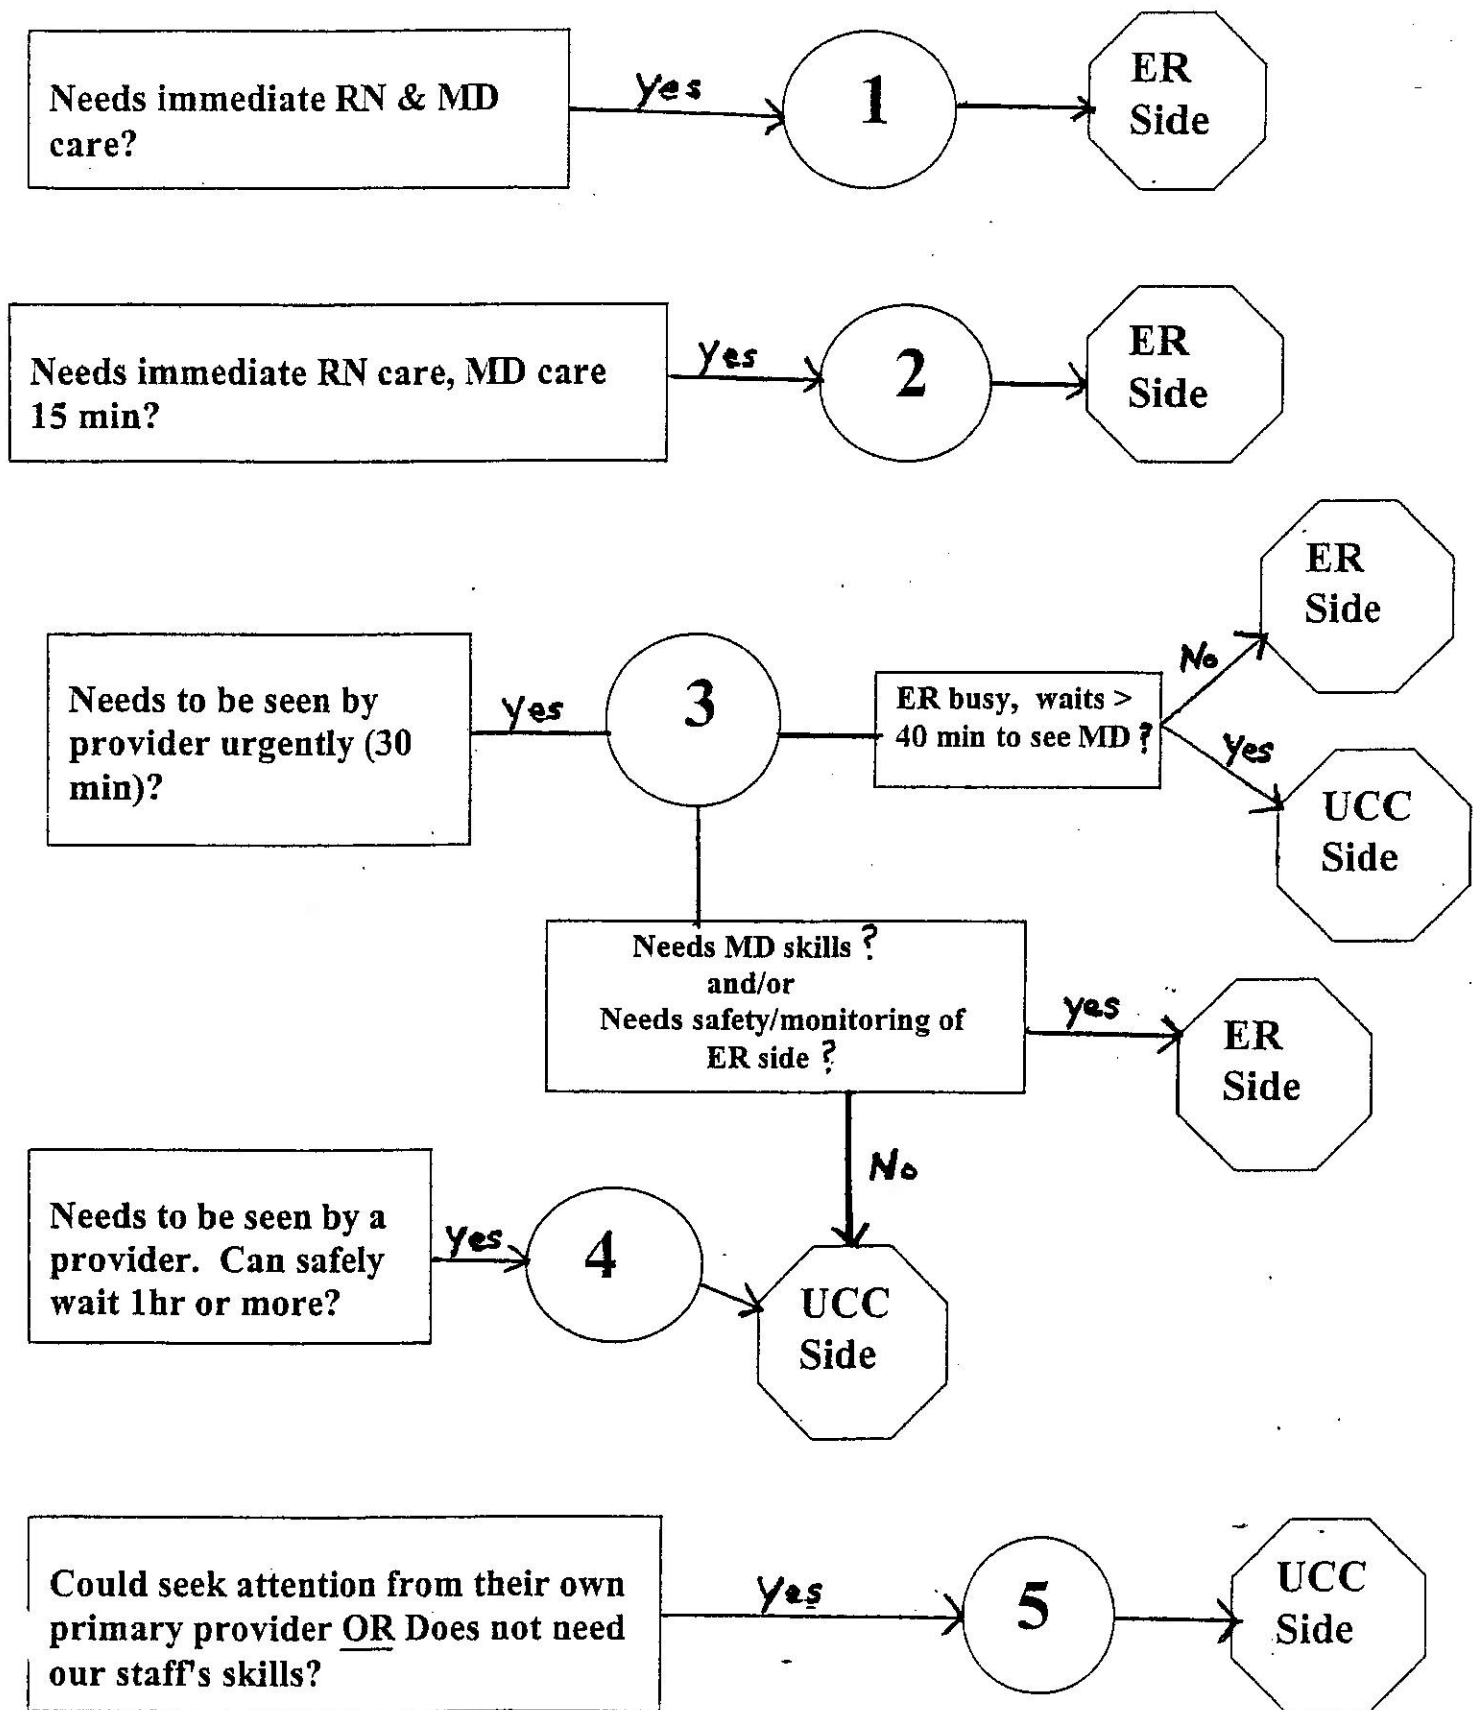 Needs immediate RN & MD
care?
yes
1
ER
Side
Needs immediate RN care, MD care
15 min?
yes
2
ER
Side
Needs to be seen by
provider urgently (30
min)?
yes
3
ER busy, waits >
40 min to see MD ?
No
ER
Side
yes
UCC
Side
Needs MD skills ?
and/or
Needs safety/monitoring of
ER side ?
yes
ER
Side
No
Needs to be seen by a
provider. Can safely
wait 1hr or more?
yes
4
UCC
Side
Could seek attention from their own
primary provider OR Does not need
our staff's skills?
yes
5
UCC
Side